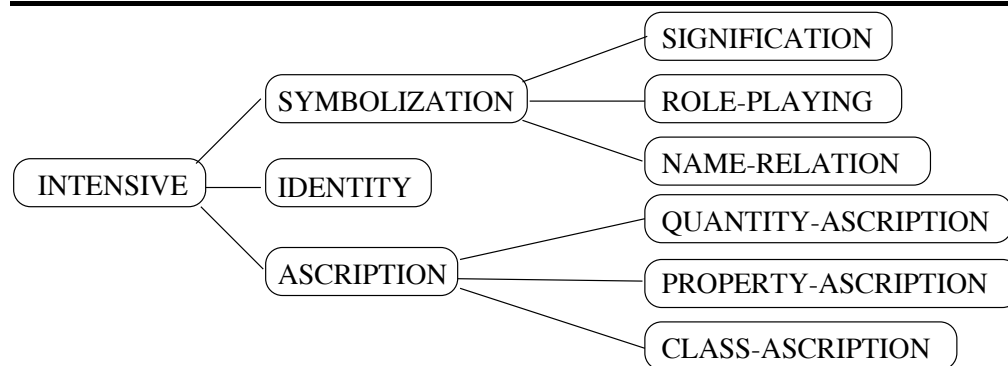 SIGNIFICATION
SYMBOLIZATION
ROLE-PLAYING
NAME-RELATION
INTENSIVE
IDENTITY
QUANTITY-ASCRIPTION
ASCRIPTION
PROPERTY-ASCRIPTION
CLASS-ASCRIPTION